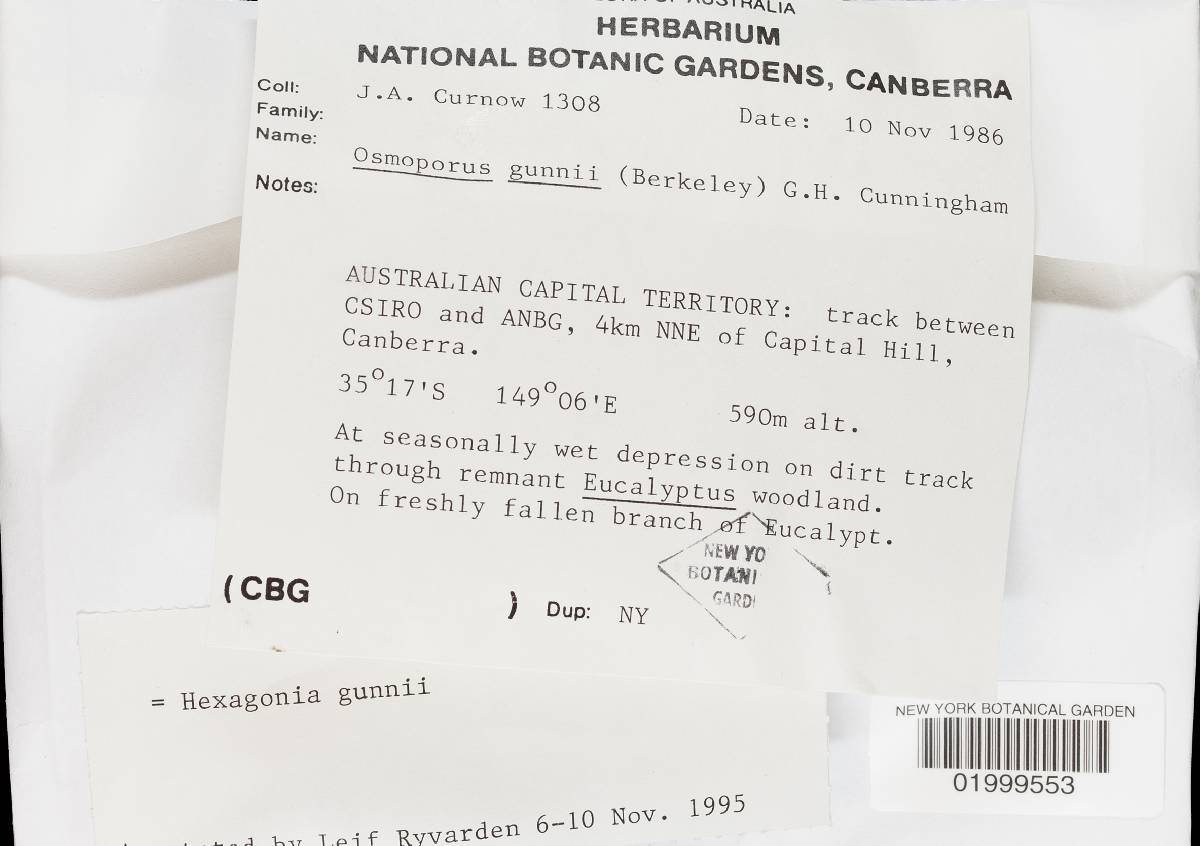 AUSTRALIA
HERBARIUM
NATIONAL BOTANIC GARDENS, CANBERRA
Coll: J.A. Curnow 1308 Date: 10 Nov 1986
Family:
Name: Osmoporus gunnii (Berkeley) G.H. Cunningham
Notes:
AUSTRALIAN CAPITAL TERRITORY: track between
CSIRO and ANBG, 4km NNE of Capital Hill,
Canberra.
35°17'S 149°06'E 590m alt.
At seasonally wet depression on dirt track
through remnant Eucalyptus woodland.
On freshly fallen branch of Eucalypt.
NEW YO
BOTANI
GARD
(CBG ) Dup: NY
= Hexagonia gunnii
by Leif Ryvarden 6-10 Nov. 1995
NEW YORK BOTANICAL GARDEN
01999553